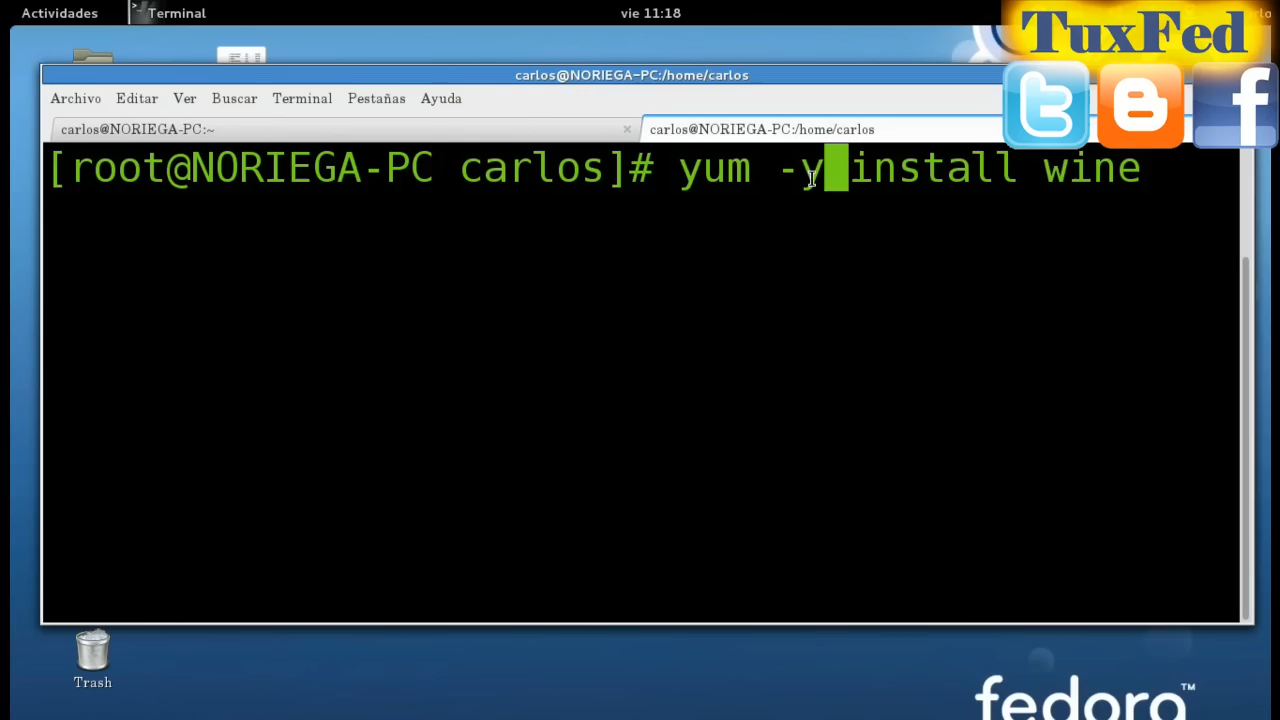 Actividades Terminal vie 11:18
TuxFed
carlos@NORIEGA-PC:/home/carlos
Archivo Editar Ver Buscar Terminal Pestañas Ayuda
carlos@NORIEGA-PC:~ × carlos@NORIEGA-PC:/home/carlos
[root@NORIEGA-PC carlos]# yum -y install wine
Trash
fedora™